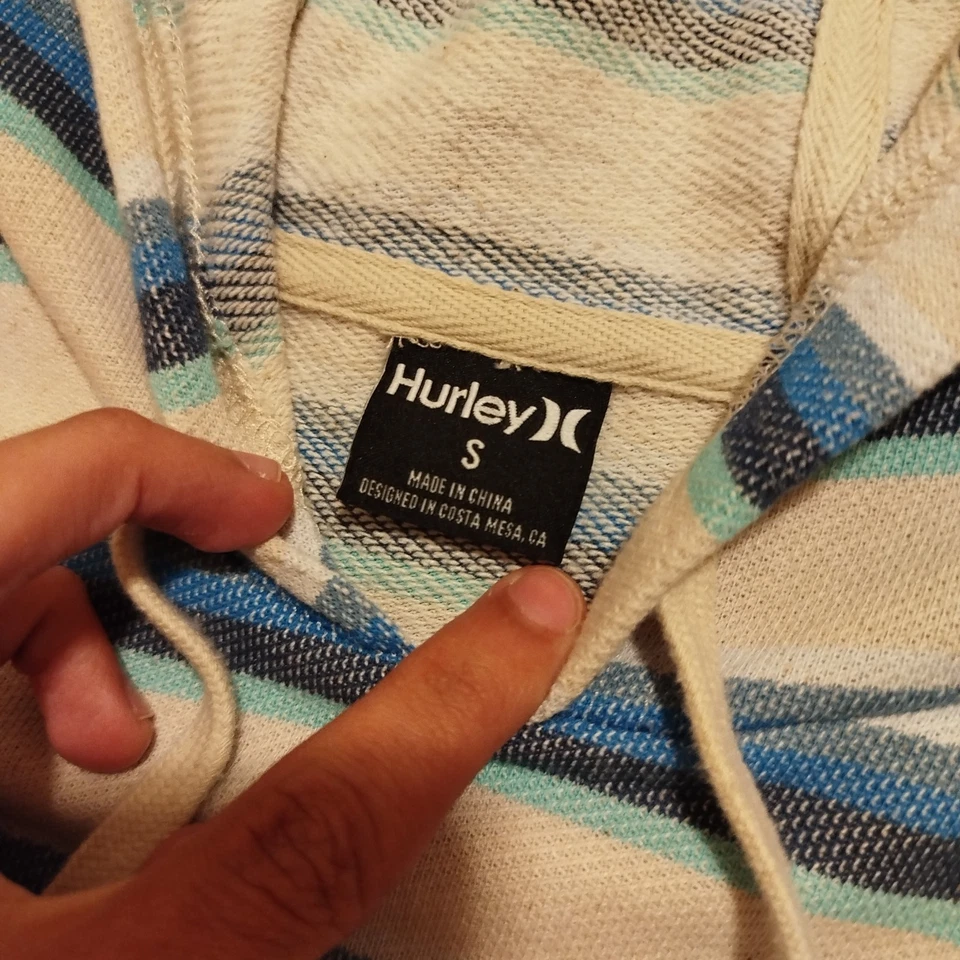 Hurley
S
MADE IN CHINA
DESIGNED IN COSTA MESA, CA